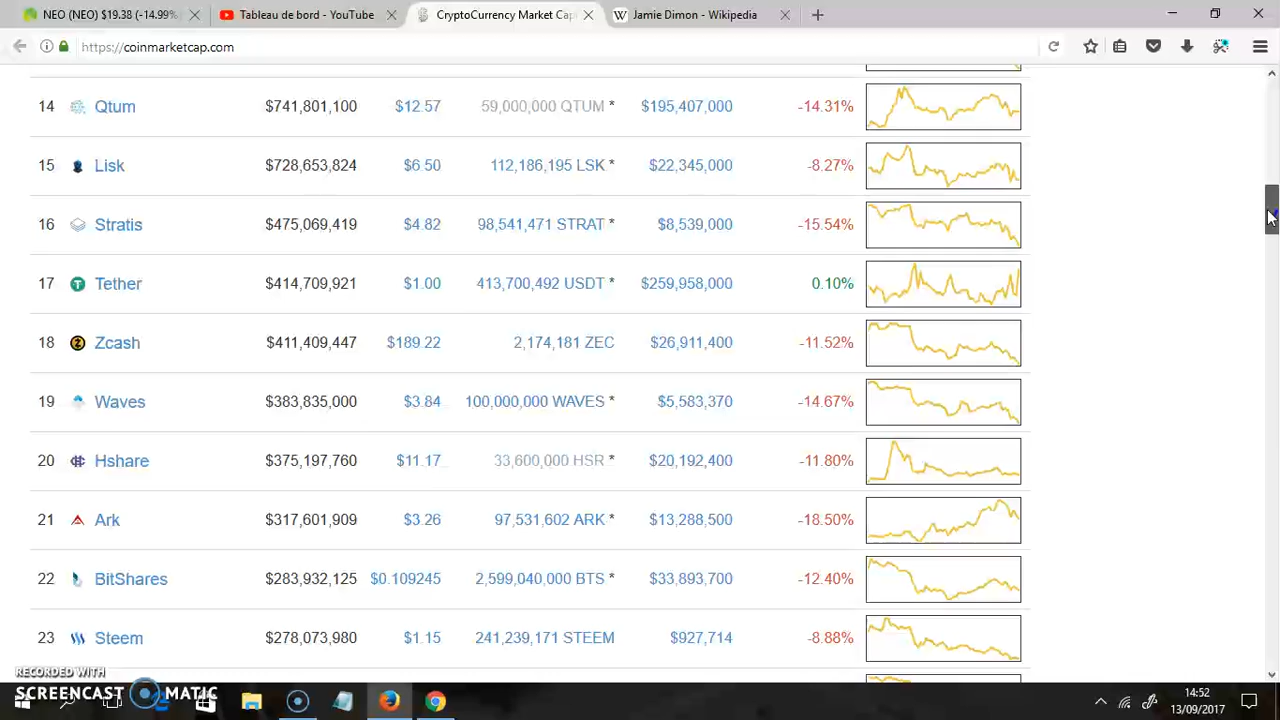 NEO (NEO) $19.38 (-14.99%
Tableau de bord - YouTube
CryptoCurrency Market Cap
Jamie Dimon - Wikipedia
https://coinmarketcap.com
14 Qtum $741,801,100 $12.57 59,000,000 QTUM * $195,407,000 -14.31%
15 Lisk $728,653,824 $6.50 112,186,195 LSK * $22,345,000 -8.27%
16 Stratis $475,069,419 $4.82 98,541,471 STRAT * $8,539,000 -15.54%
17 Tether $414,709,921 $1.00 413,700,492 USDT * $259,958,000 0.10%
18 Zcash $411,409,447 $189.22 2,174,181 ZEC $26,911,400 -11.52%
19 Waves $383,835,000 $3.84 100,000,000 WAVES * $5,583,370 -14.67%
20 Hshare $375,197,760 $11.17 33,600,000 HSR * $20,192,400 -11.80%
21 Ark $317,601,909 $3.26 97,531,602 ARK * $13,288,500 -18.50%
22 BitShares $283,932,125 $0.109245 2,599,040,000 BTS * $33,893,700 -12.40%
23 Steem $278,073,980 $1.15 241,239,171 STEEM $927,714 -8.88%
RECORDED WITH
SCREENCAST MATIC
14:52
13/09/2017